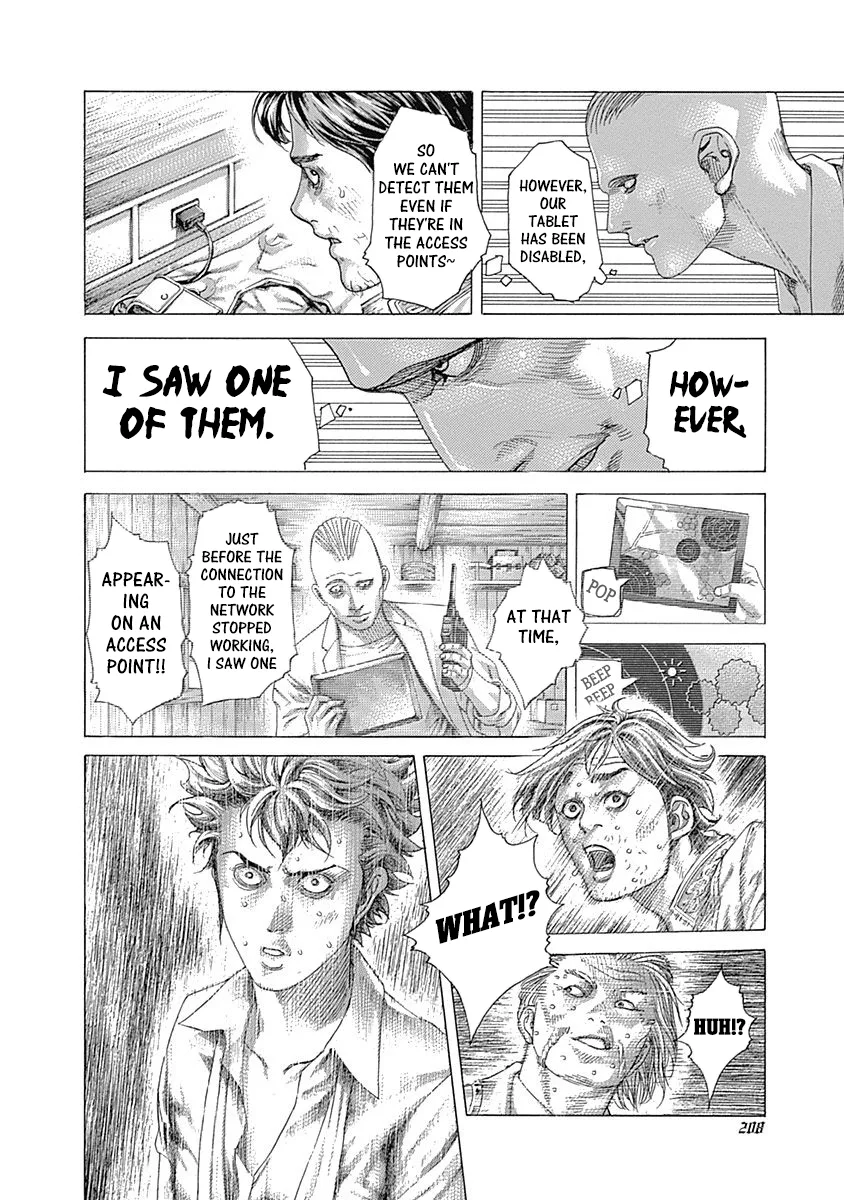 HOWEVER,
OUR
TABLET
HAS BEEN
DISABLED,
SO
WE CAN'T
DETECT THEM
EVEN IF
THEY'RE IN
THE ACCESS
POINTS~
HOW-
EVER,
I SAW ONE
OF THEM.
POP
BEEP
BEEP
AT THAT
TIME,
JUST
BEFORE THE
CONNECTION
TO THE
NETWORK
STOPPED
WORKING,
I SAW ONE
APPEAR-
ING
ON AN
ACCESS
POINT!!
WHAT!?
HUH!?
208